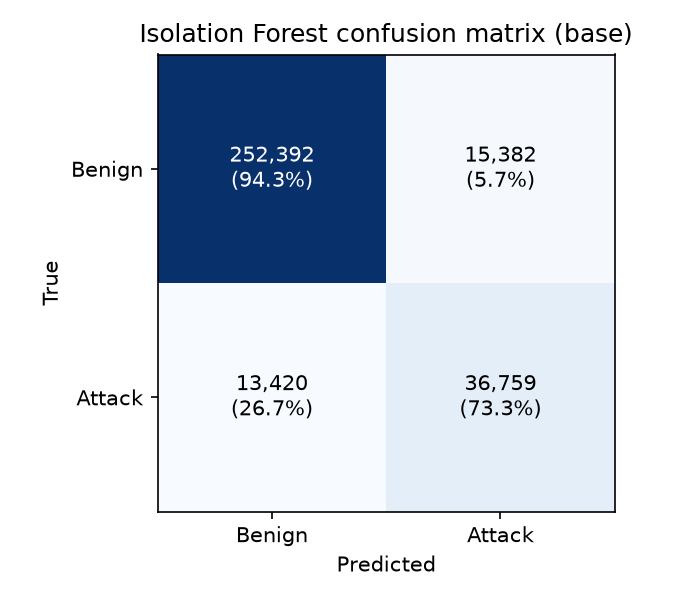 Isolation Forest confusion matrix (base)
Benign
252,392
(94.3%)
15,382
(5.7%)
True
Attack
13,420
(26.7%)
36,759
(73.3%)
Benign
Attack
Predicted